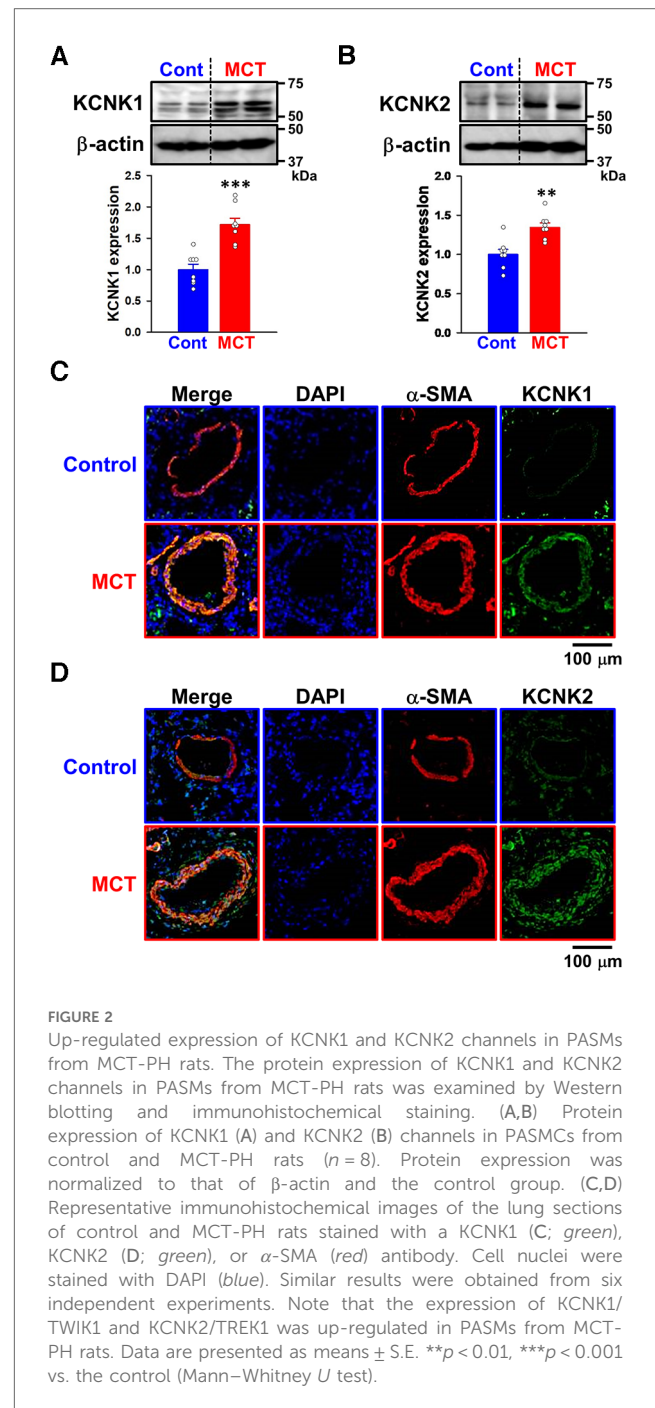 A
Cont MCT
KCNK1
75
50
β-actin
50
37
kDa
***
KCNK1 expression
2.5
2.0
1.5
1.0
0.5
0.0
Cont MCT
B
Cont MCT
KCNK2
75
50
β-actin
50
37
kDa
**
KCNK2 expression
2.0
1.5
1.0
0.5
0.0
Cont MCT
C
Merge DAPI α-SMA KCNK1
Control
MCT
100 μm
D
Merge DAPI α-SMA KCNK2
Control
MCT
100 μm
FIGURE 2
Up-regulated expression of KCNK1 and KCNK2 channels in PASMs
from MCT-PH rats. The protein expression of KCNK1 and KCNK2
channels in PASMs from MCT-PH rats was examined by Western
blotting and immunohistochemical staining. (A,B) Protein
expression of KCNK1 (A) and KCNK2 (B) channels in PASMCs from
control and MCT-PH rats (n = 8). Protein expression was
normalized to that of β-actin and the control group. (C,D)
Representative immunohistochemical images of the lung sections
of control and MCT-PH rats stained with a KCNK1 (C; green),
KCNK2 (D; green), or α-SMA (red) antibody. Cell nuclei were
stained with DAPI (blue). Similar results were obtained from six
independent experiments. Note that the expression of KCNK1/
TWIK1 and KCNK2/TREK1 was up-regulated in PASMs from MCT-
PH rats. Data are presented as means ± S.E. **p < 0.01, ***p < 0.001
vs. the control (Mann–Whitney U test).